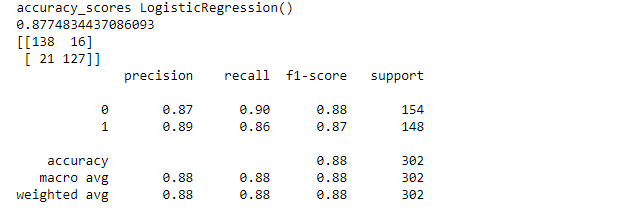 accuracy_scores LogisticRegression()
0.8774834437086093
[[138  16]
 [ 21 127]]
              precision    recall  f1-score   support

           0       0.87      0.90      0.88       154
           1       0.89      0.86      0.87       148

    accuracy                           0.88       302
   macro avg       0.88      0.88      0.88       302
weighted avg       0.88      0.88      0.88       302